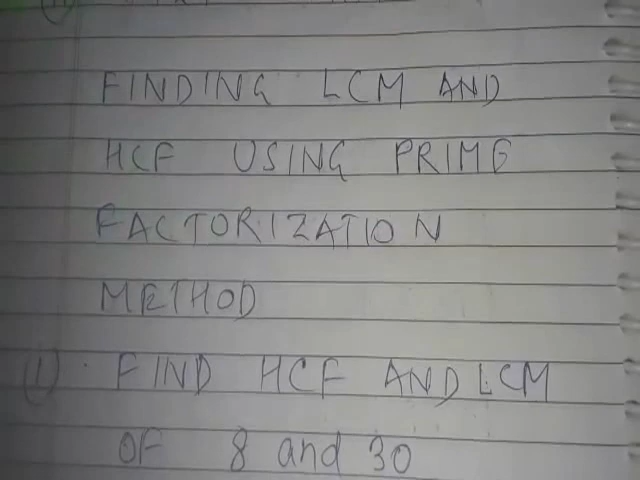 FINDING LCM AND
HCF USING PRIME
FACTORIZATION
METHOD
(1) FIND HCF AND LCM
OF 8 and 30